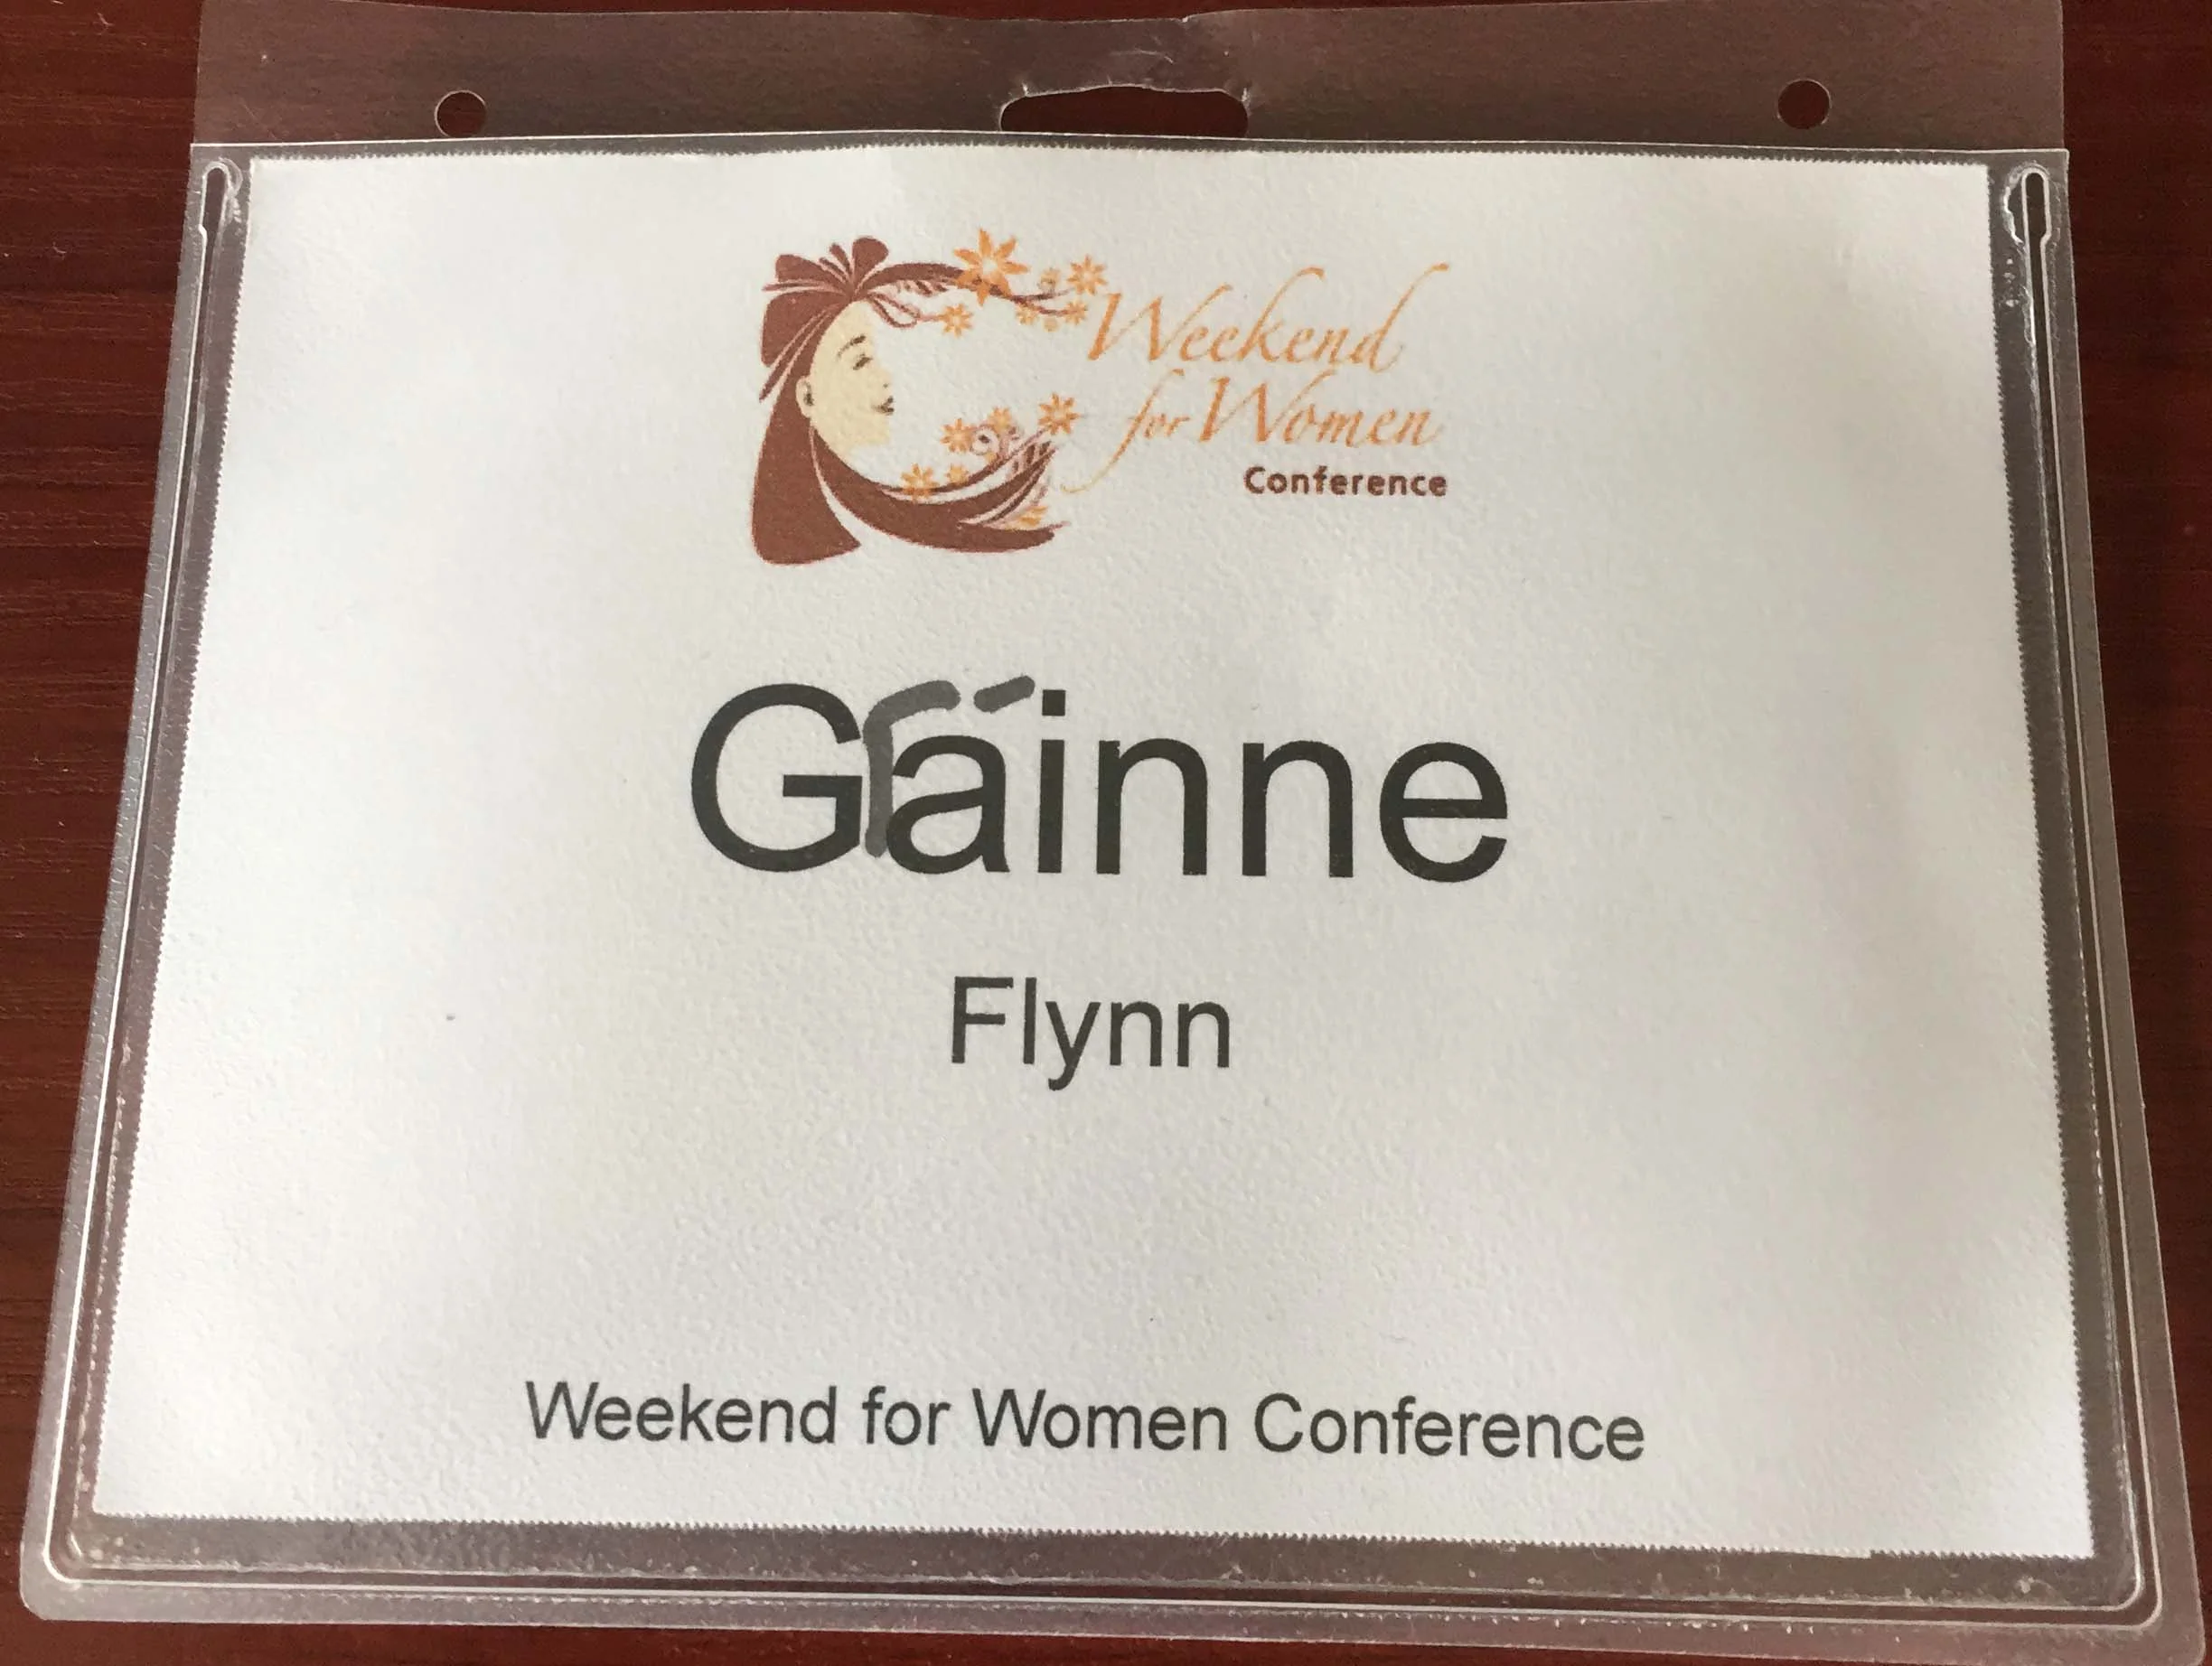 Weekend
for Women
Conference
Gráinne
Flynn
Weekend for Women Conference